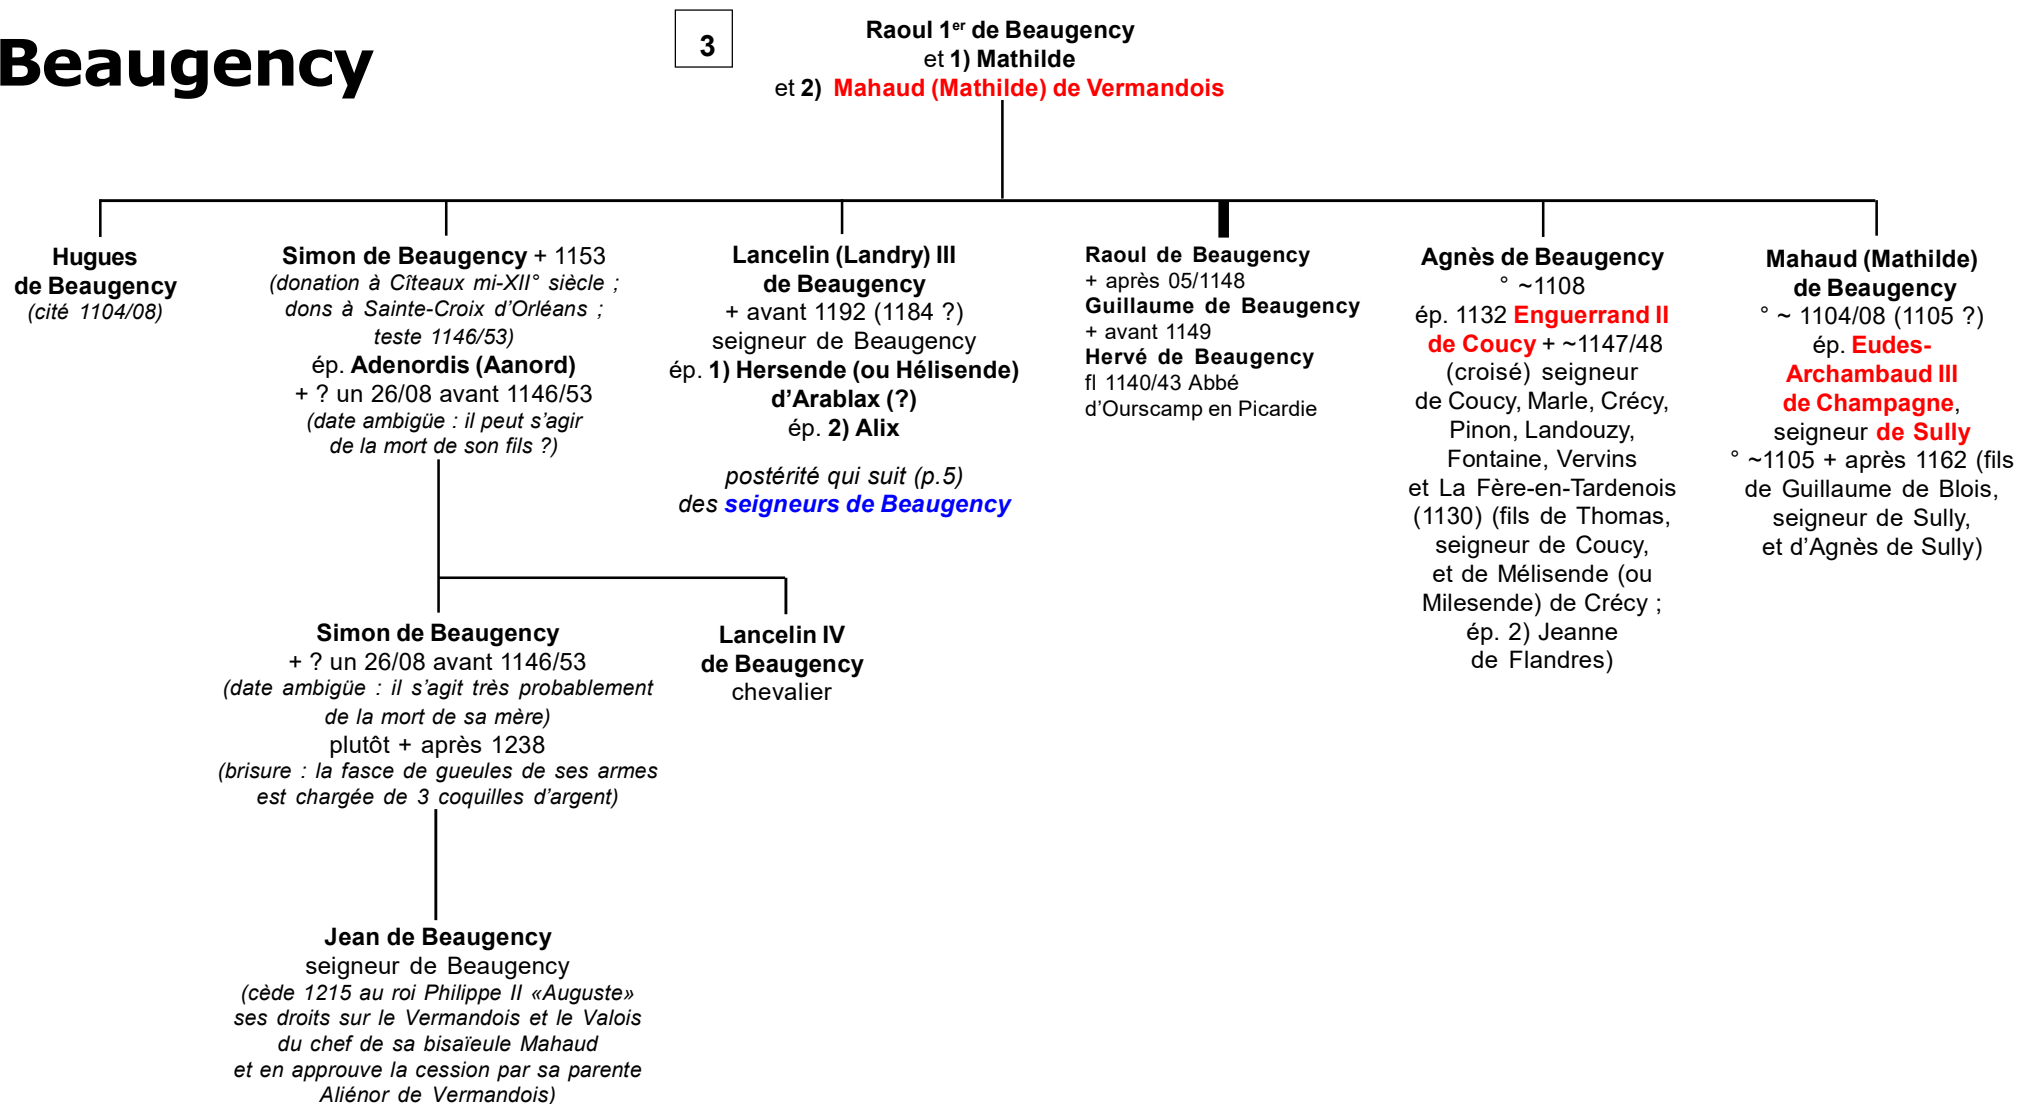 Beaugency
3
Raoul 1er de Beaugency
et 1) Mathilde
et 2) Mahaud (Mathilde) de Vermandois
Hugues
de Beaugency
(cité 1104/08)
Simon de Beaugency + 1153
(donation à Cîteaux mi-XII° siècle ;
dons à Sainte-Croix d'Orléans ;
teste 1146/53)
ép. Adenordis (Aanord)
+ ? un 26/08 avant 1146/53
(date ambigüe : il peut s'agir
de la mort de son fils ?)
Lancelin (Landry) III
de Beaugency
+ avant 1192 (1184 ?)
seigneur de Beaugency
ép. 1) Hersende (ou Hélisende)
d'Arablax (?)
ép. 2) Alix
postérité qui suit (p.5)
des seigneurs de Beaugency
Raoul de Beaugency
+ après 05/1148
Guillaume de Beaugency
+ avant 1149
Hervé de Beaugency
fl 1140/43 Abbé
d'Ourscamp en Picardie
Agnès de Beaugency
° ~1108
ép. 1132 Enguerrand II
de Coucy + ~1147/48
(croisé) seigneur
de Coucy, Marle, Crécy,
Pinon, Landouzy,
Fontaine, Vervins
et La Fère-en-Tardenois
(1130) (fils de Thomas,
seigneur de Coucy,
et de Mélisende (ou
Milesende) de Crécy ;
ép. 2) Jeanne
de Flandres)
Mahaud (Mathilde)
de Beaugency
° ~ 1104/08 (1105 ?)
ép. Eudes-
Archambaud III
de Champagne,
seigneur de Sully
° ~1105 + après 1162 (fils
de Guillaume de Blois,
seigneur de Sully,
et d'Agnès de Sully)
Simon de Beaugency
+ ? un 26/08 avant 1146/53
(date ambigüe : il s'agit très probablement
de la mort de sa mère)
plutôt + après 1238
(brisure : la fasce de gueules de ses armes
est chargée de 3 coquilles d'argent)
Lancelin IV
de Beaugency
chevalier
Jean de Beaugency
seigneur de Beaugency
(cède 1215 au roi Philippe II «Auguste»
ses droits sur le Vermandois et le Valois
du chef de sa bisaïeule Mahaud
et en approuve la cession par sa parente
Aliénor de Vermandois)